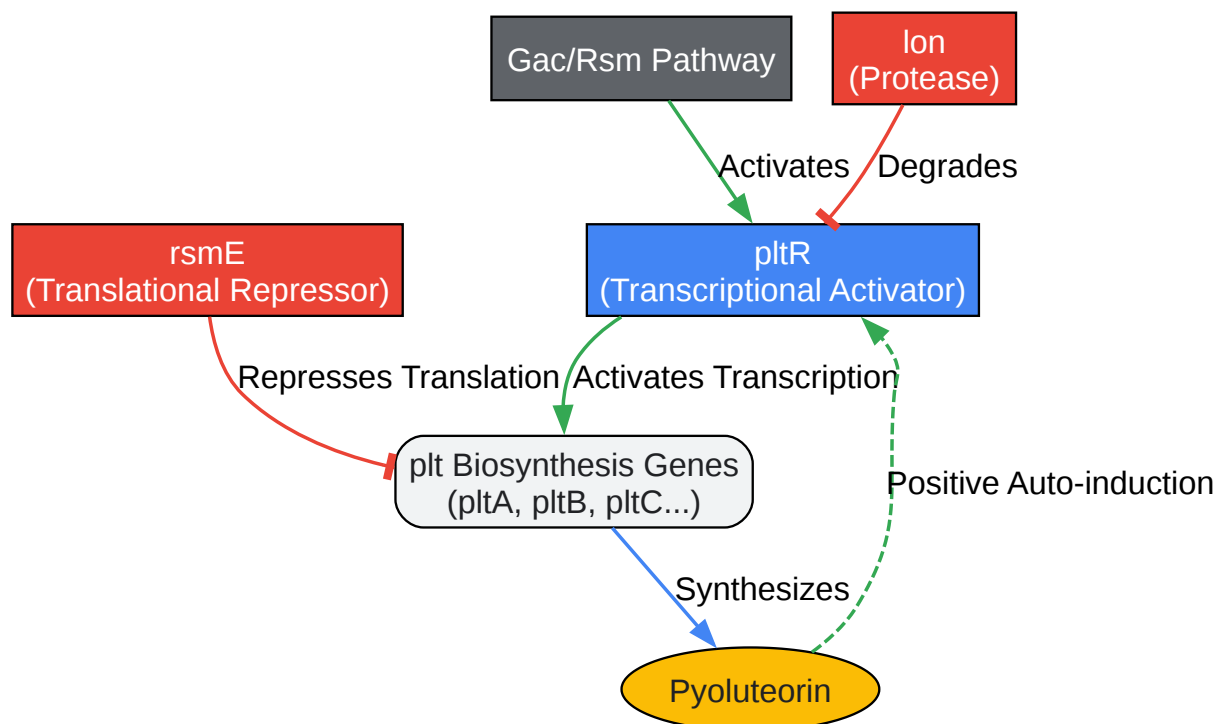 Gac/Rsm Pathway
lon
(Protease)
Activates
Degrades
rsmE
(Translational Repressor)
pltR
(Transcriptional Activator)
Represses Translation
Activates Transcription
plt Biosynthesis Genes
(pltA, pltB, pltC...)
Positive Auto-induction
Synthesizes
Pyoluteorin